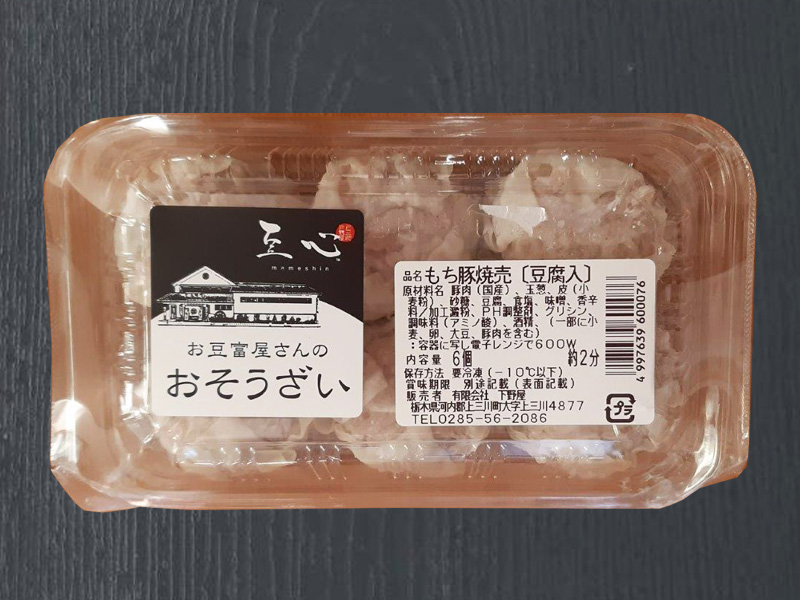 豆心
mameshin
お豆富屋さんの
おそうざい
品名 もち豚焼売〔豆腐入〕
原材料名 豚肉(国産)、玉葱、皮(小
麦粉)、砂糖、豆腐、食塩、味噌、香辛
料/加工澱粉、PH調整剤、グリシン、
調味料(アミノ酸)、酒精、(一部に小
麦、卵、大豆、豚肉を含む)
:容器に写し電子レンジで600W
内容量 6個 約2分
保存方法 要冷凍(-10℃以下)
賞味期限 別途記載(表面記載)
販売者 有限会社 下野屋
栃木県河内郡上三川町大字上三川4877
TEL0285-56-2086
4 997639 600076
プラ